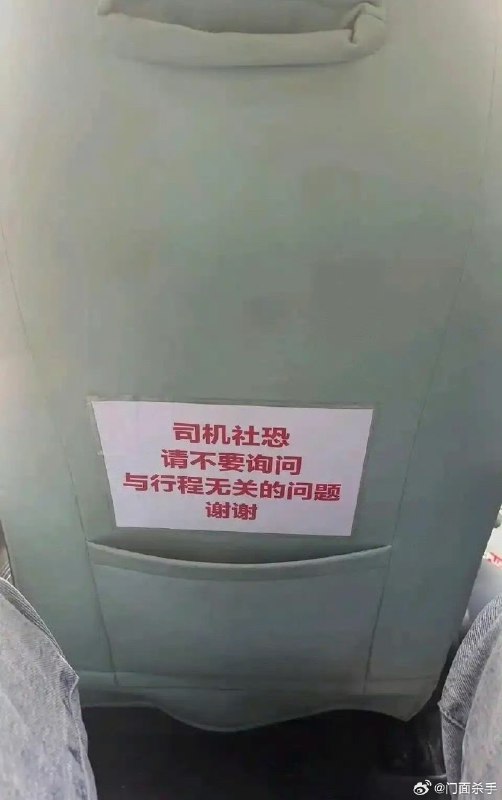 司机社恐
请不要询问
与行程无关的问题
谢谢
@门面杀手